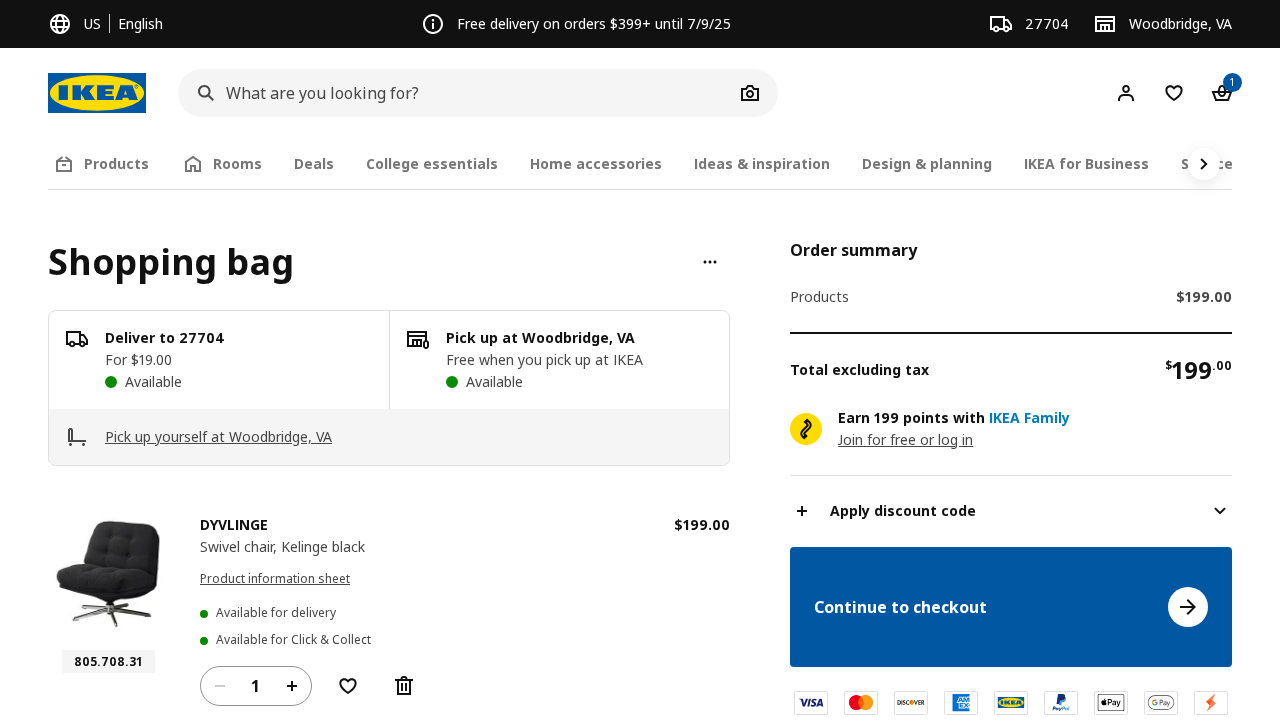 US | English
Free delivery on orders $399+ until 7/9/25
27704
Woodbridge, VA
IKEA
What are you looking for?
1
Products
Rooms
Deals
College essentials
Home accessories
Ideas & inspiration
Design & planning
IKEA for Business
Shopping bag
Deliver to 27704
For $19.00
Available
Pick up at Woodbridge, VA
Free when you pick up at IKEA
Available
Pick up yourself at Woodbridge, VA
DYVLINGE
$199.00
Swivel chair, Kelinge black
Product information sheet
Available for delivery
Available for Click & Collect
805.708.31
1
Order summary
Products
$199.00
Total excluding tax
$199.00
Earn 199 points with IKEA Family
Join for free or log in
Apply discount code
Continue to checkout
VISA
mastercard
DISCOVER
AMEX
IKEA
PayPal
Pay
G Pay